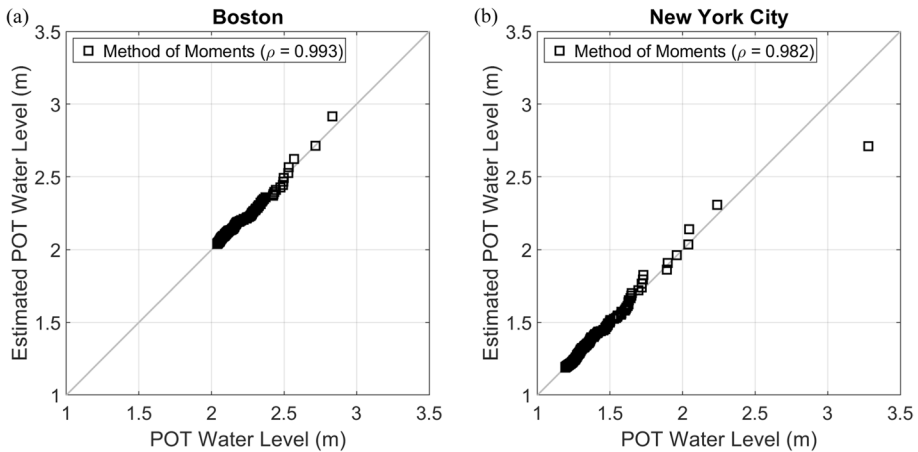 (a)
Boston
Method of Moments (ρ = 0.993)
3.5
3
2.5
2
1.5
1
Estimated POT Water Level (m)
1
1.5
2
2.5
3
3.5
POT Water Level (m)
(b)
New York City
Method of Moments (ρ = 0.982)
3.5
3
2.5
2
1.5
1
Estimated POT Water Level (m)
1
1.5
2
2.5
3
3.5
POT Water Level (m)